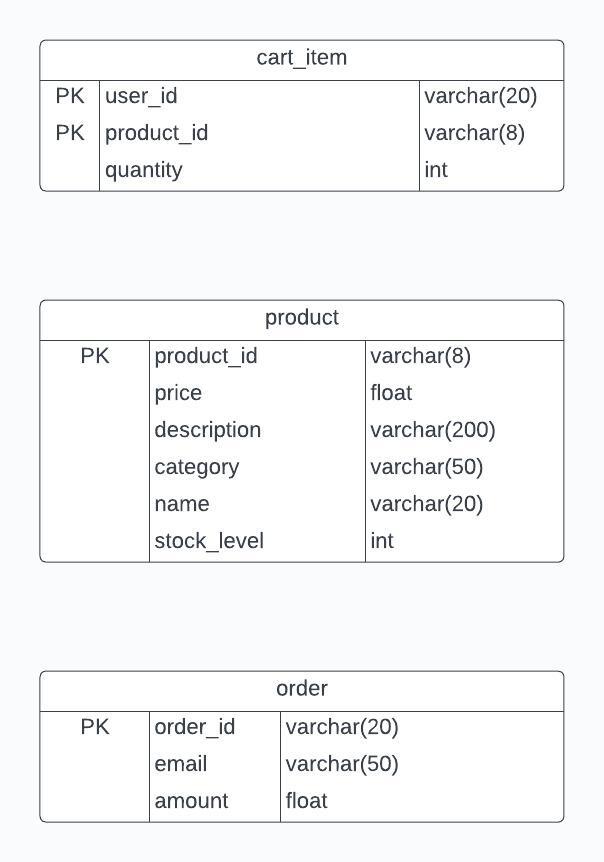 cart_item
PK user_id varchar(20)
PK product_id varchar(8)
quantity int
product
PK product_id varchar(8)
price float
description varchar(200)
category varchar(50)
name varchar(20)
stock_level int
order
PK order_id varchar(20)
email varchar(50)
amount float